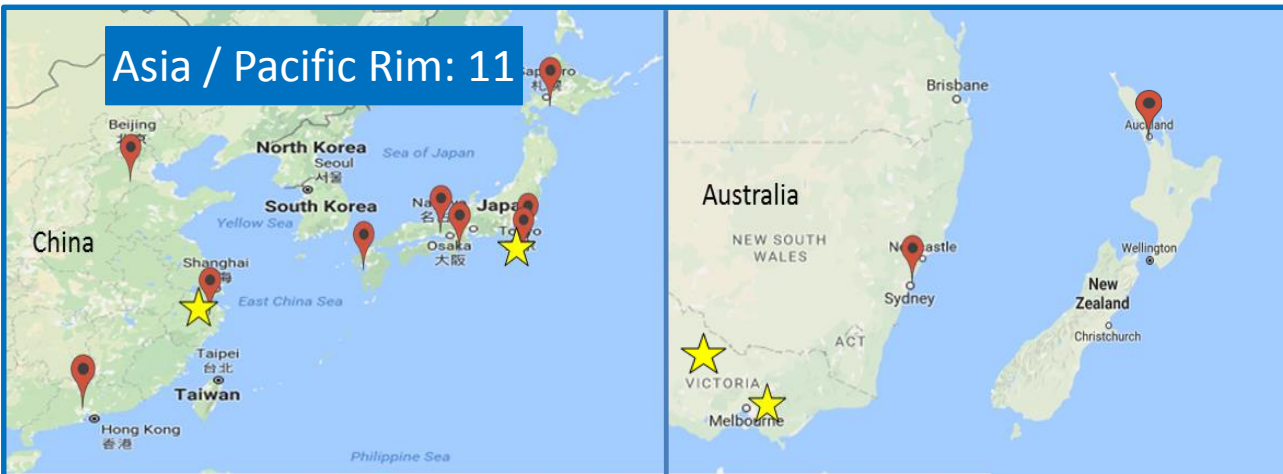 Asia / Pacific Rim: 11
Beijing
North Korea
Sea of Japan
Seoul
서울
South Korea
Yellow Sea
China
Shanghai
East China Sea
Osaka
大阪
Taipei
台北
Taiwan
Hong Kong
香港
Philippine Sea
Brisbane
Auckland
Australia
NEW SOUTH
WALES
Newcastle
Sydney
ACT
VICTORIA
Melbourne
Wellington
New
Zealand
Christchurch